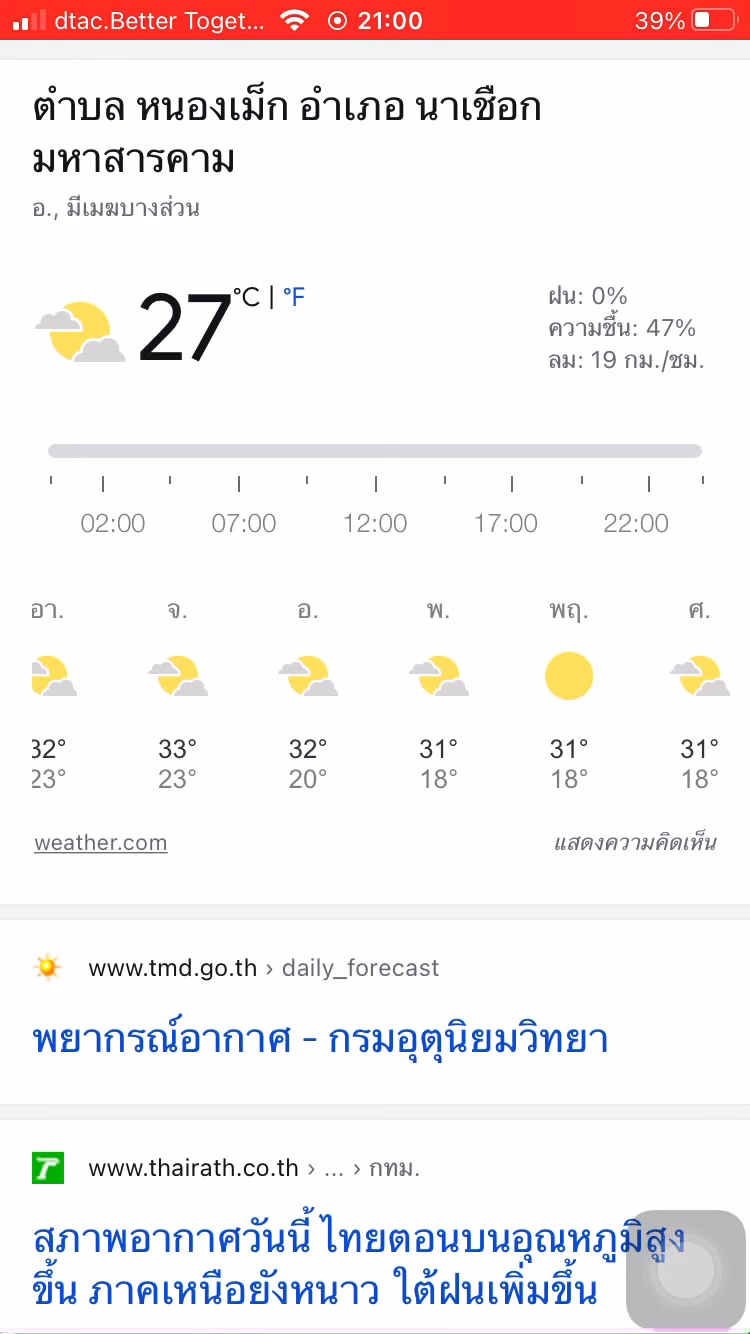 dtac.Better Toget... 21:00 39%
ตำบล หนองเม็ก อำเภอ นาเชือก
มหาสารคาม
อ., มีเมฆบางส่วน
27 °C | °F
ฝน: 0%
ความชื้น: 47%
ลม: 19 กม./ชม.
02:00 07:00 12:00 17:00 22:00
อา. จ. อ. พ. พฤ. ศ.
32° 33° 32° 31° 31° 31°
23° 23° 20° 18° 18° 18°
weather.com แสดงความคิดเห็น
www.tmd.go.th › daily_forecast
พยากรณ์อากาศ - กรมอุตุนิยมวิทยา
www.thairath.co.th › ... › กทม.
สภาพอากาศวันนี้ ไทยตอนบนอุณหภูมิสูง
ขึ้น ภาคเหนือยังหนาว ใต้ฝนเพิ่มขึ้น